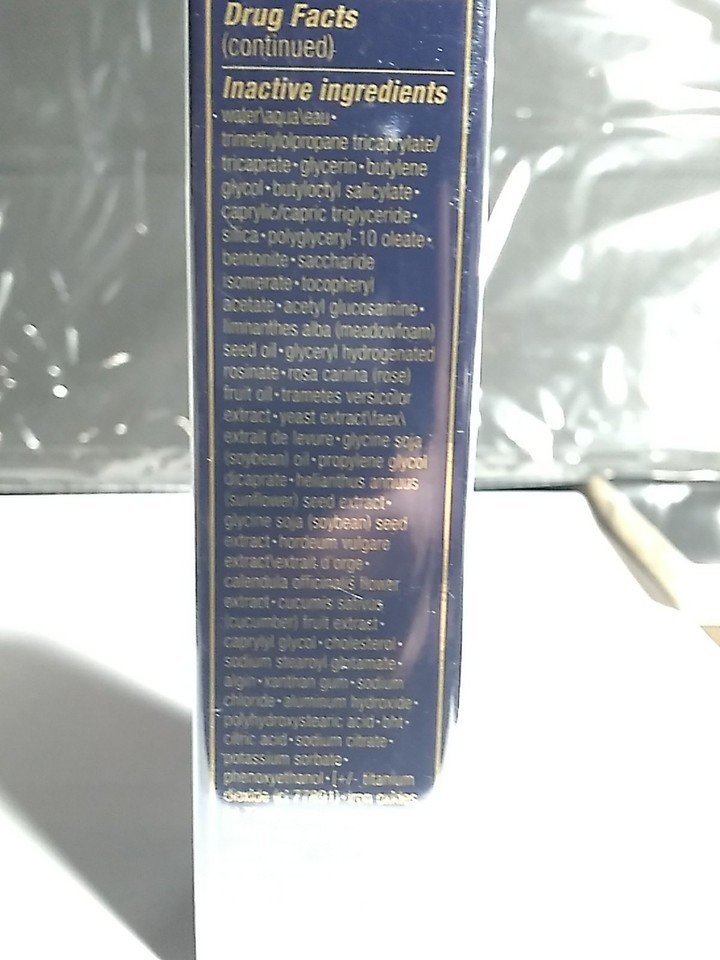 Drug Facts
(continued)
Inactive ingredients
water\aqua\eau•
trimethylolpropane tricaprylate/
tricaprate•glycerin•butylene
glycol•butyloctyl salicylate•
caprylic/capric triglyceride•
silica•polyglyceryl-10 oleate•
bentonite•saccharide
isomerate•tocopheryl
acetate•acetyl glucosamine•
limnanthes alba (meadowfoam)
seed oil•glyceryl hydrogenated
rosinate•rosa canina (rose)
fruit oil•trametes versicolor
extract•yeast extract\faex\
extrait de levure•glycine soja
(soybean) oil•propylene glycol
dicaprate•helianthus annuus
(sunflower) seed extract•
glycine soja (soybean) seed
extract•hordeum vulgare
extract\extrait d'orge•
calendula officinalis flower
extract•cucumis sativus
(cucumber) fruit extract•
caprylyl glycol•cholesterol•
sodium stearoyl glutamate•
algin•xanthan gum•sodium
chloride•aluminum hydroxide•
polyhydroxystearic acid•bht•
citric acid•sodium citrate•
potassium sorbate•
phenoxyethanol•[+/- titanium
dioxide (ci 77891)•iron oxides